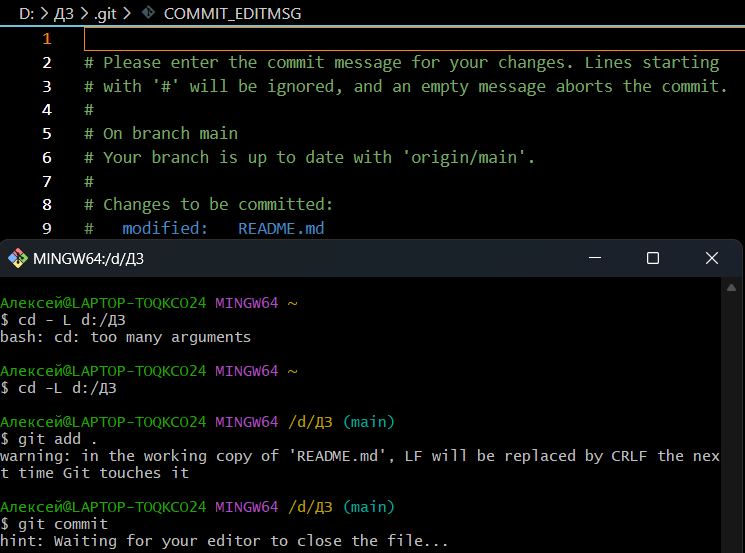 D: > ДЗ > .git > COMMIT_EDITMSG
1
2 # Please enter the commit message for your changes. Lines starting
3 # with '#' will be ignored, and an empty message aborts the commit.
4 #
5 # On branch main
6 # Your branch is up to date with 'origin/main'.
7 #
8 # Changes to be committed:
9 #   modified:   README.md
MINGW64:/d/ДЗ
Алексей@LAPTOP-TOQKCO24 MINGW64 ~
$ cd - L d:/ДЗ
bash: cd: too many arguments
Алексей@LAPTOP-TOQKCO24 MINGW64 ~
$ cd -L d:/ДЗ
Алексей@LAPTOP-TOQKCO24 MINGW64 /d/ДЗ (main)
$ git add .
warning: in the working copy of 'README.md', LF will be replaced by CRLF the nex
t time Git touches it
Алексей@LAPTOP-TOQKCO24 MINGW64 /d/ДЗ (main)
$ git commit
hint: Waiting for your editor to close the file...